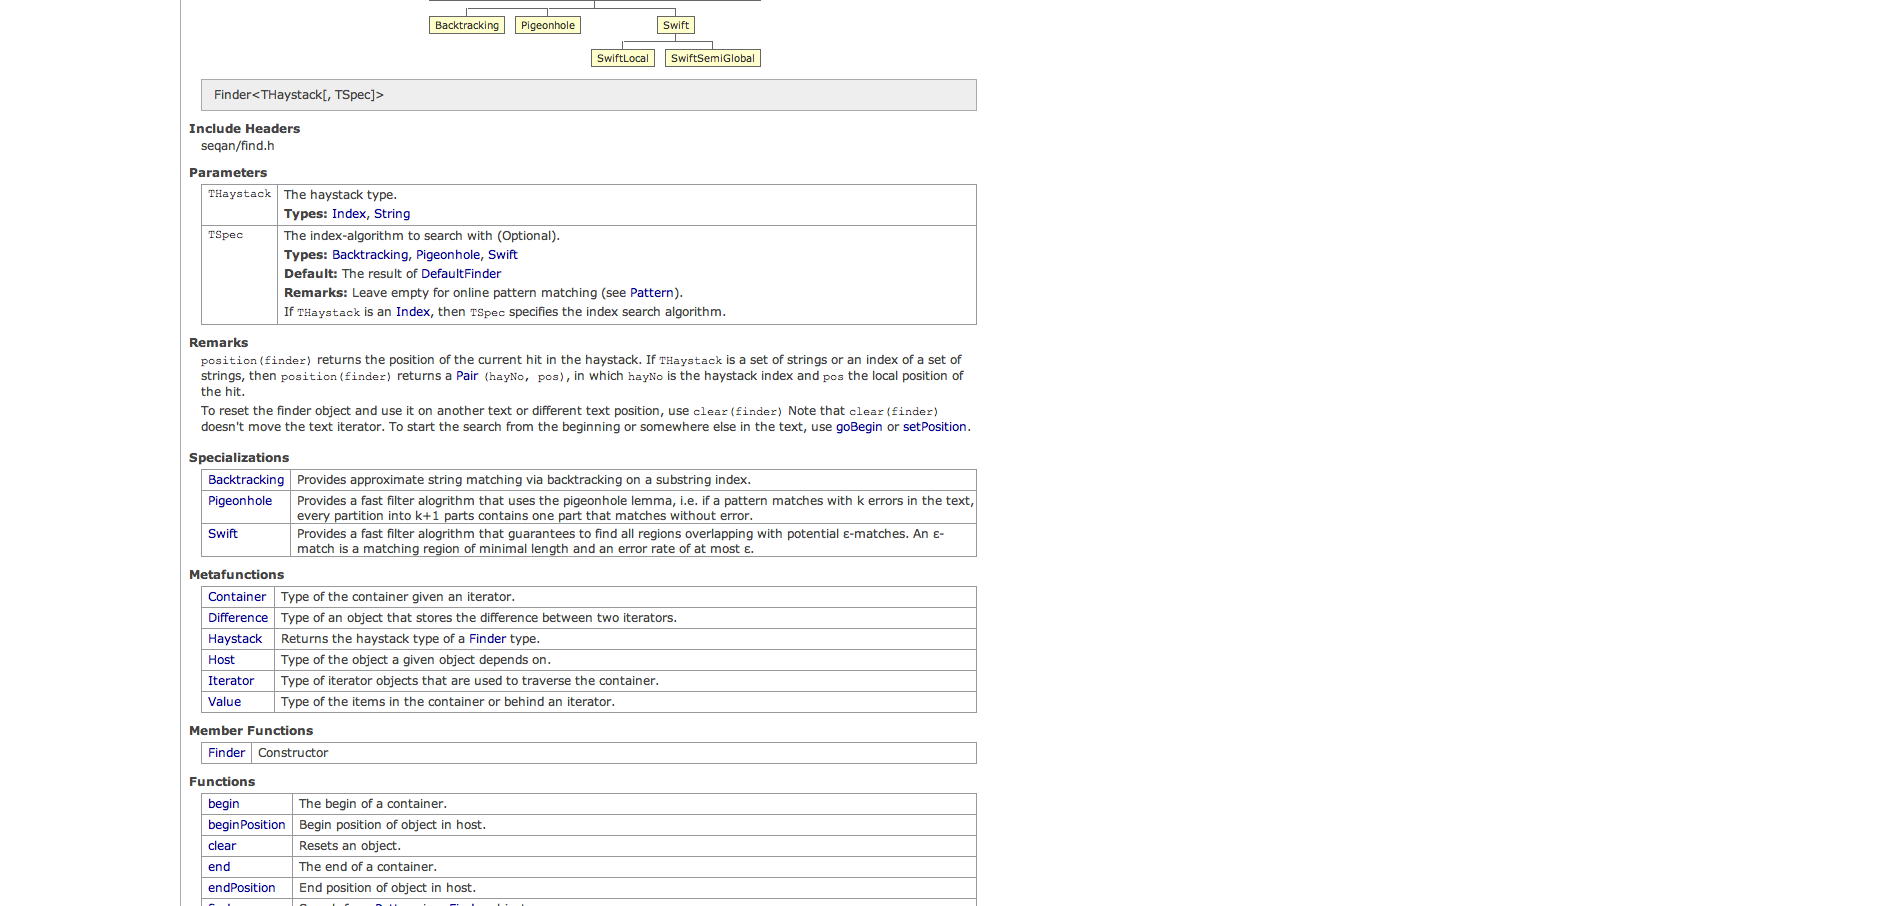 Backtracking Pigeonhole Swift
SwiftLocal SwiftSemiGlobal
Finder<THaystack[, TSpec]>
Include Headers
seqan/find.h
Parameters
THaystack The haystack type.
Types: Index, String
TSpec The index-algorithm to search with (Optional).
Types: Backtracking, Pigeonhole, Swift
Default: The result of DefaultFinder
Remarks: Leave empty for online pattern matching (see Pattern).
If THaystack is an Index, then TSpec specifies the index search algorithm.
Remarks
position(finder) returns the position of the current hit in the haystack. If THaystack is a set of strings or an index of a set of
strings, then position(finder) returns a Pair (hayNo, pos), in which hayNo is the haystack index and pos the local position of
the hit.
To reset the finder object and use it on another text or different text position, use clear(finder) Note that clear(finder)
doesn't move the text iterator. To start the search from the beginning or somewhere else in the text, use goBegin or setPosition.
Specializations
Backtracking Provides approximate string matching via backtracking on a substring index.
Pigeonhole Provides a fast filter alogrithm that uses the pigeonhole lemma, i.e. if a pattern matches with k errors in the text,
every partition into k+1 parts contains one part that matches without error.
Swift Provides a fast filter alogrithm that guarantees to find all regions overlapping with potential ε-matches. An ε-
match is a matching region of minimal length and an error rate of at most ε.
Metafunctions
Container Type of the container given an iterator.
Difference Type of an object that stores the difference between two iterators.
Haystack Returns the haystack type of a Finder type.
Host Type of the object a given object depends on.
Iterator Type of iterator objects that are used to traverse the container.
Value Type of the items in the container or behind an iterator.
Member Functions
Finder Constructor
Functions
begin The begin of a container.
beginPosition Begin position of object in host.
clear Resets an object.
end The end of a container.
endPosition End position of object in host.